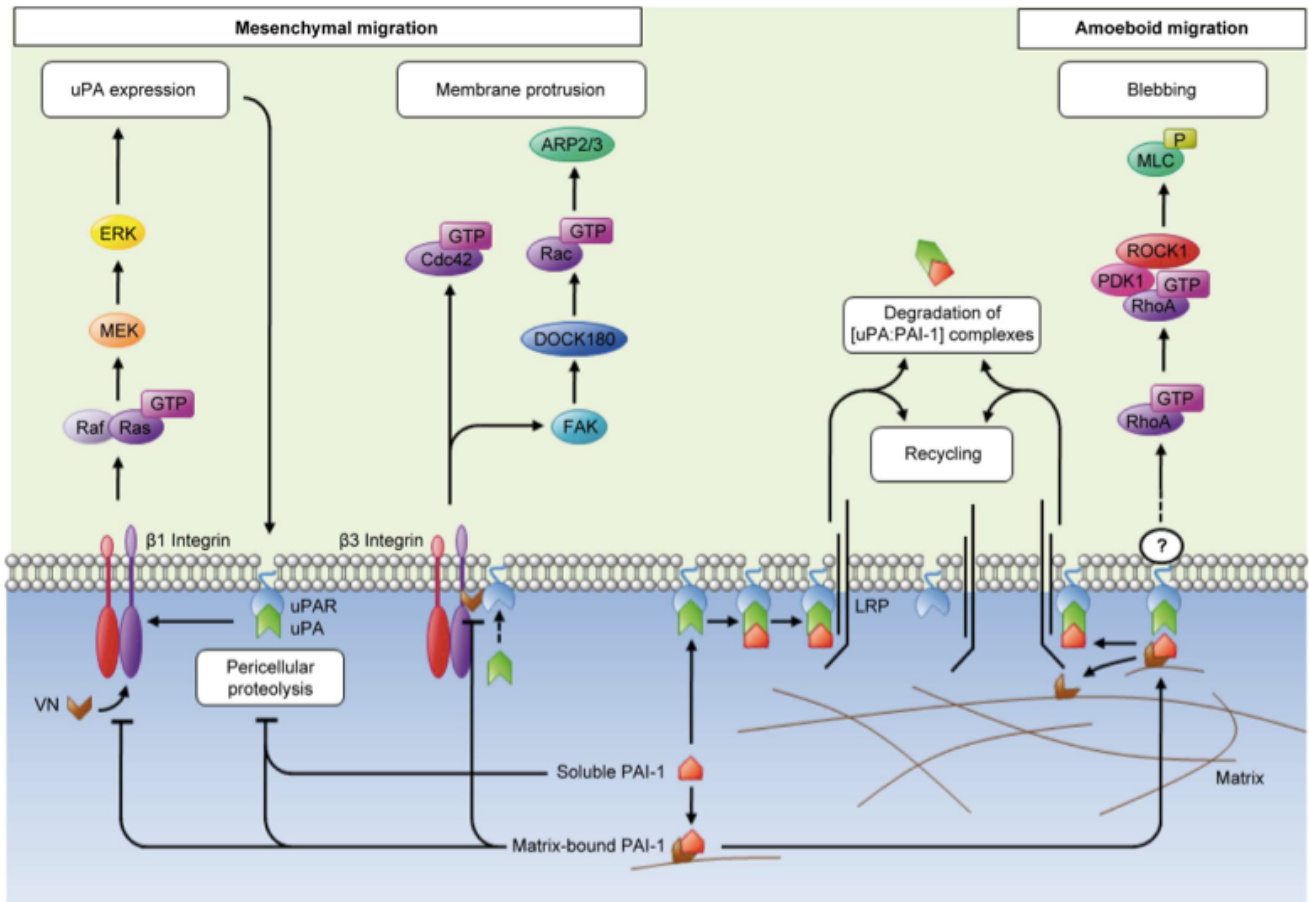 Mesenchymal migration
Amoeboid migration
uPA expression
Membrane protrusion
Blebbing
ARP2/3
P
MLC
ERK
GTP
Cdc42
GTP
Rac
ROCK1
PDK1
GTP
RhoA
MEK
DOCK180
Degradation of
[uPA:PAI-1] complexes
GTP
Raf
Ras
FAK
Recycling
GTP
RhoA
β1 Integrin
β3 Integrin
?
uPAR
uPA
LRP
Pericellular
proteolysis
VN
Soluble PAI-1
Matrix
Matrix-bound PAI-1